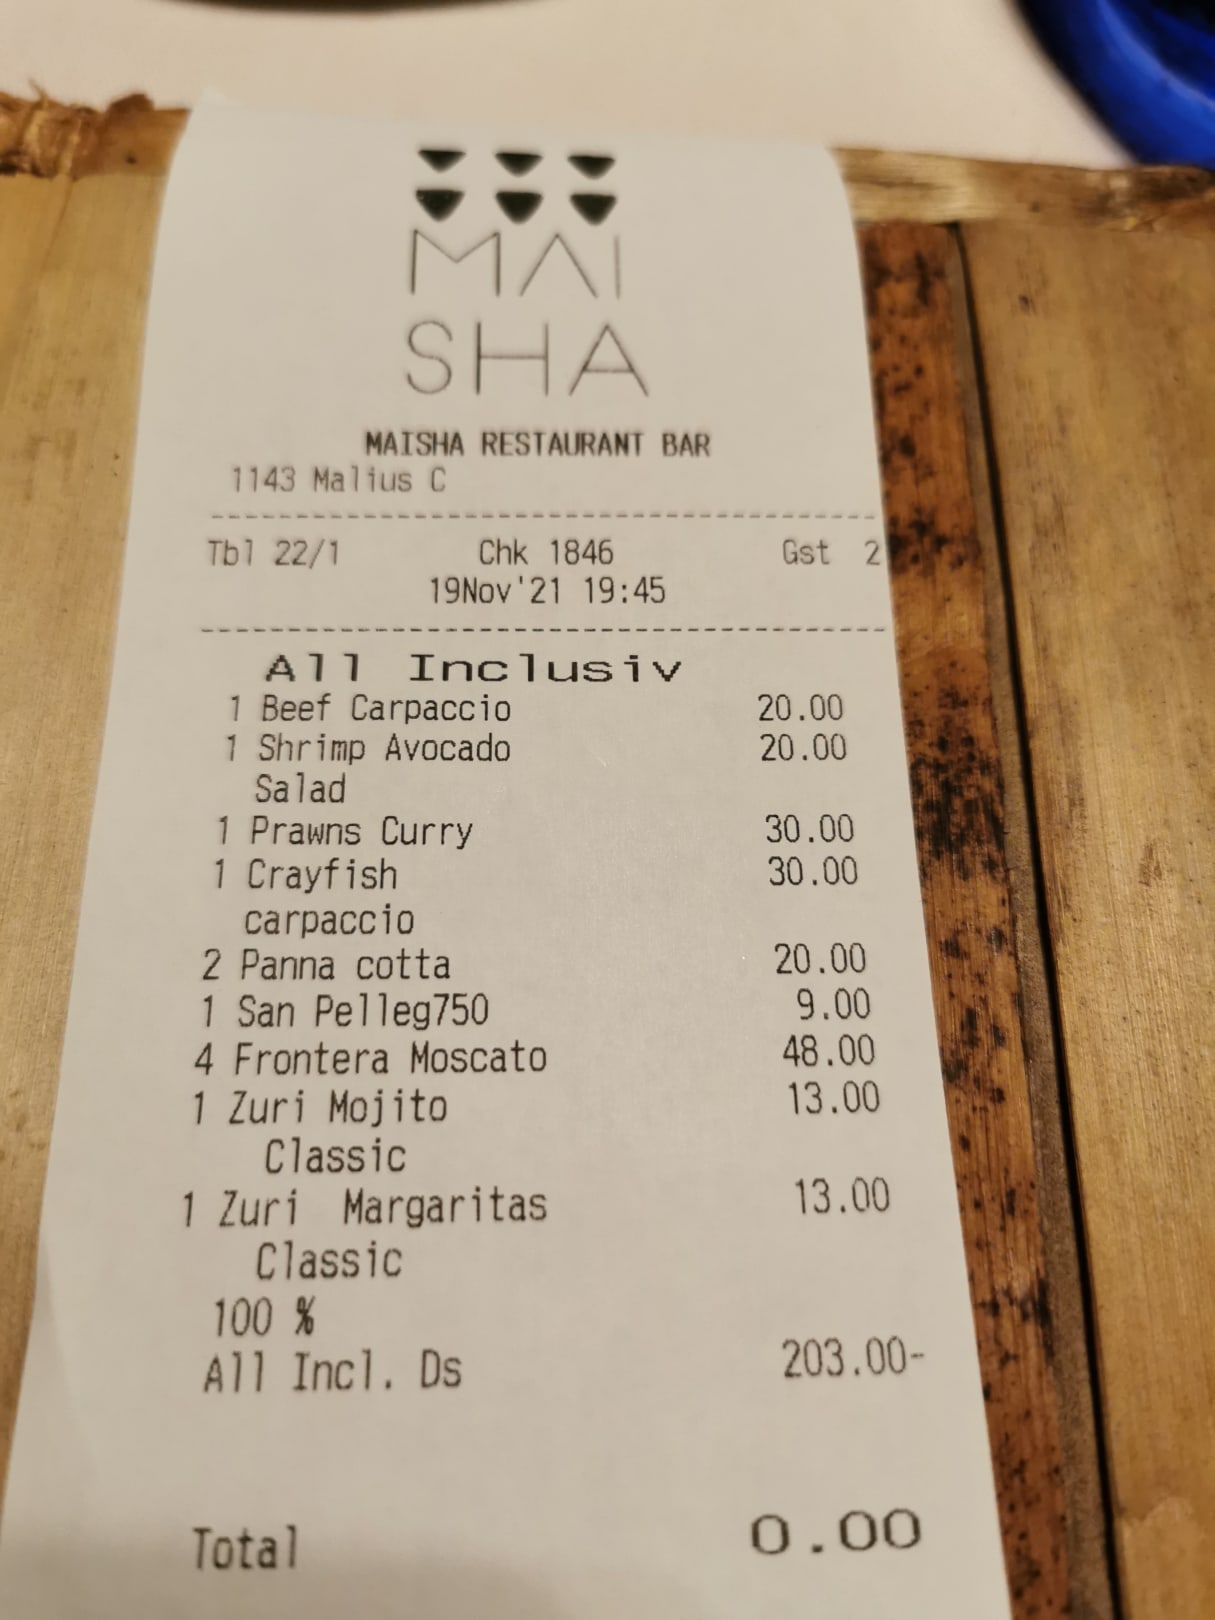 MAI
SHA
MAISHA RESTAURANT BAR
1143 Malius C
Tbl 22/1 Chk 1846 Gst 2
19Nov'21 19:45
All Inclusiv
1 Beef Carpaccio 20.00
1 Shrimp Avocado 20.00
Salad
1 Prawns Curry 30.00
1 Crayfish 30.00
carpaccio
2 Panna cotta 20.00
1 San Pelleg750 9.00
4 Frontera Moscato 48.00
1 Zuri Mojito 13.00
Classic
1 Zuri Margaritas 13.00
Classic
100 %
All Incl. Ds 203.00-
Total 0.00